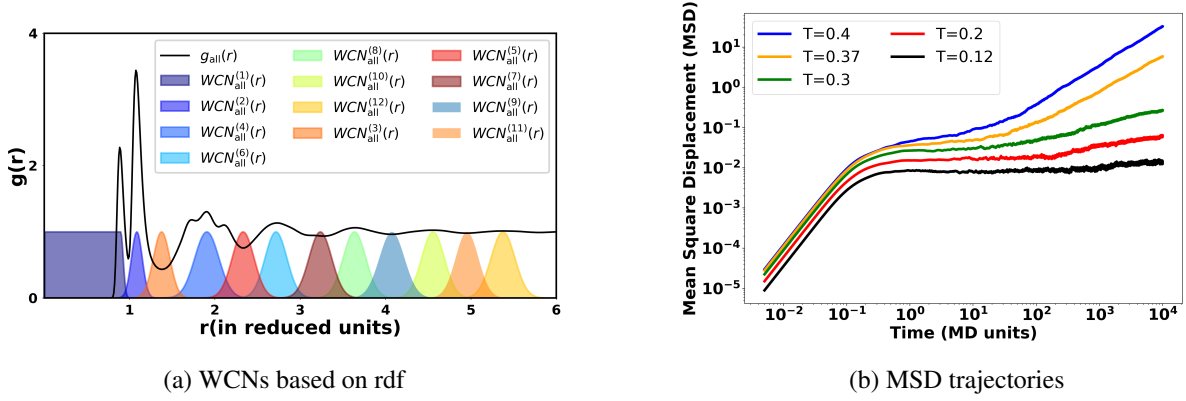 g(r)
4
2
0
g_all(r)
WCN_all^(1)(r)
WCN_all^(2)(r)
WCN_all^(4)(r)
WCN_all^(6)(r)
WCN_all^(8)(r)
WCN_all^(10)(r)
WCN_all^(12)(r)
WCN_all^(3)(r)
WCN_all^(5)(r)
WCN_all^(7)(r)
WCN_all^(9)(r)
WCN_all^(11)(r)
1 2 3 4 5 6
r(in reduced units)
(a) WCNs based on rdf
Mean Square Displacement (MSD)
10^1
10^0
10^−1
10^−2
10^−3
10^−4
10^−5
T=0.4
T=0.37
T=0.3
T=0.2
T=0.12
10^−2 10^−1 10^0 10^1 10^2 10^3 10^4
Time (MD units)
(b) MSD trajectories